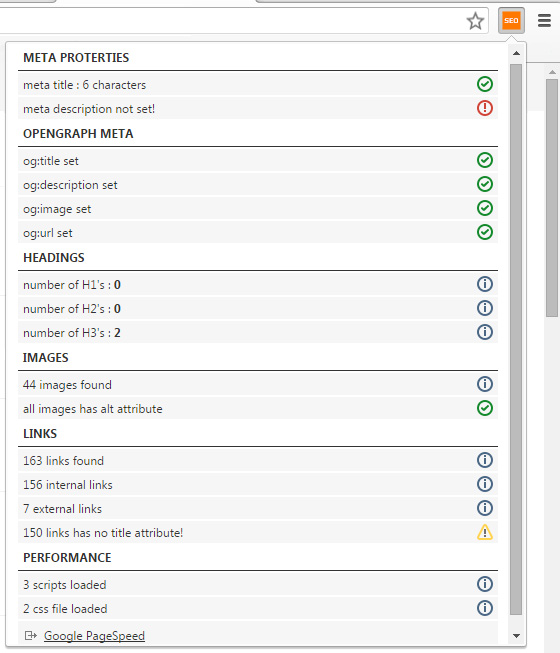 SEO
META PROTERTIES
meta title : 6 characters
meta description not set!
OPENGRAPH META
og:title set
og:description set
og:image set
og:url set
HEADINGS
number of H1's : 0
number of H2's : 0
number of H3's : 2
IMAGES
44 images found
all images has alt attribute
LINKS
163 links found
156 internal links
7 external links
150 links has no title attribute!
PERFORMANCE
3 scripts loaded
2 css file loaded
Google PageSpeed